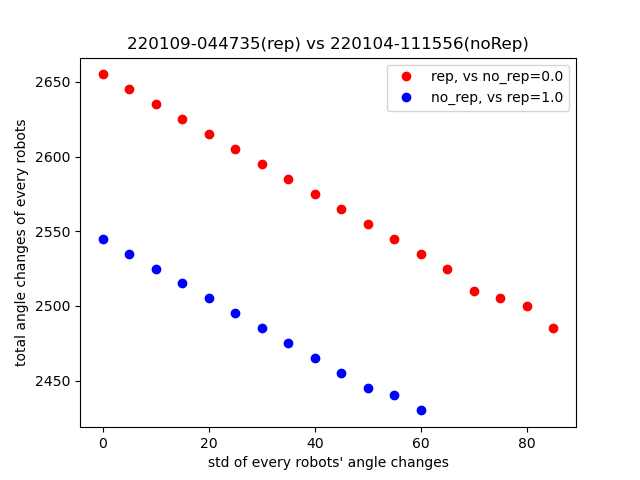 220109-044735(rep) vs 220104-111556(noRep)
rep, vs no_rep=0.0
no_rep, vs rep=1.0
total angle changes of every robots
2650
2600
2550
2500
2450
0 20 40 60 80
std of every robots' angle changes